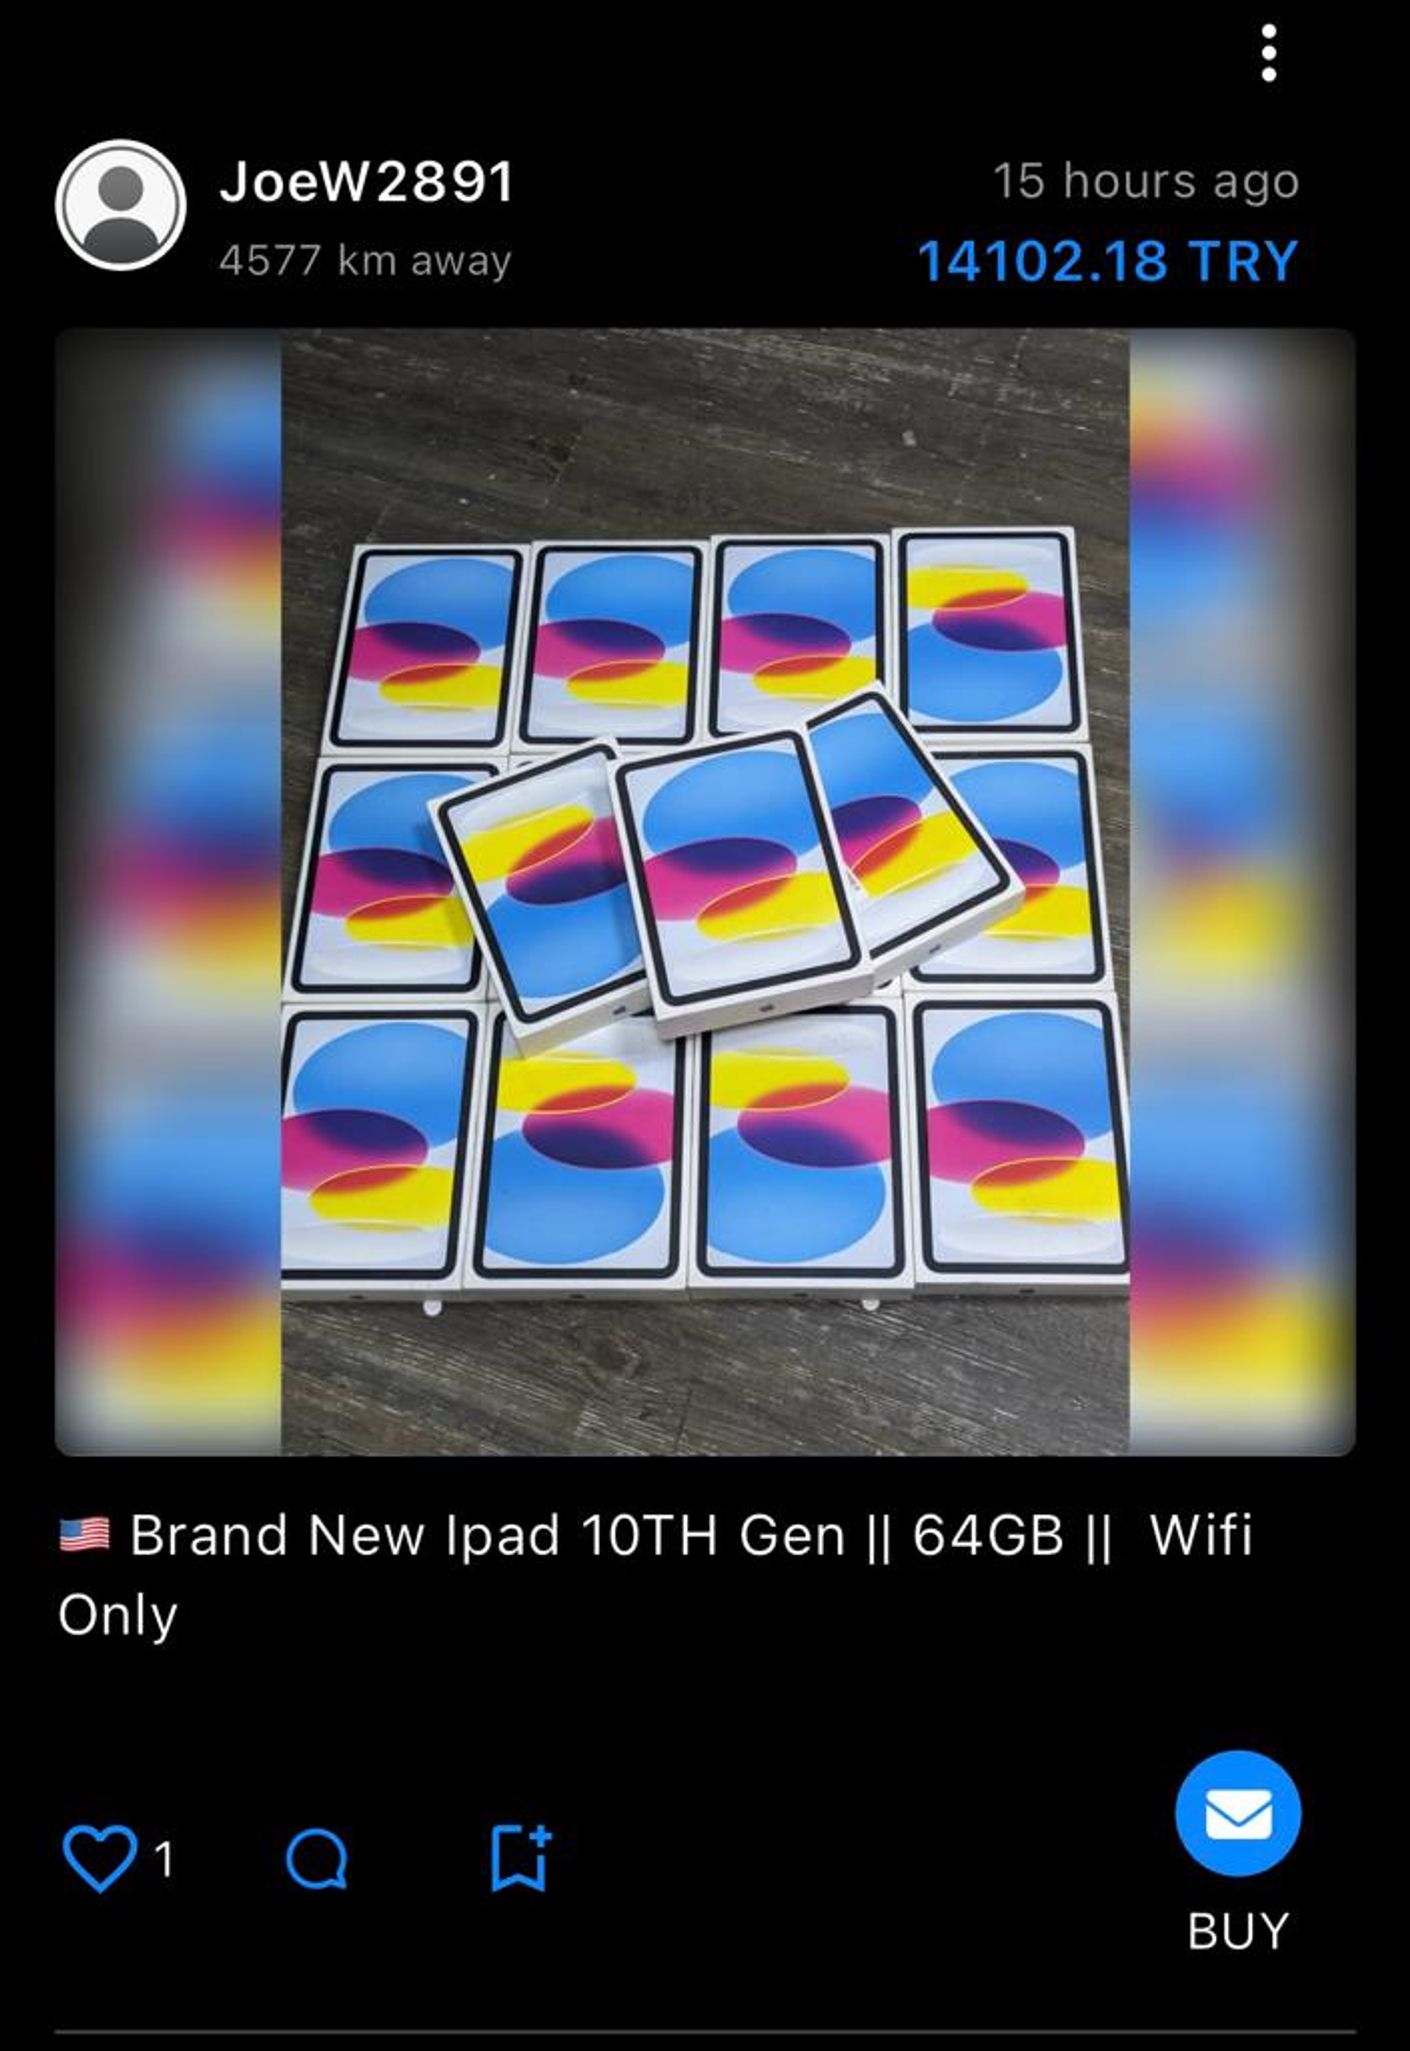 JoeW2891
15 hours ago
4577 km away
14102.18 TRY
🇺🇸 Brand New Ipad 10TH Gen || 64GB ||  Wifi
Only
1
BUY